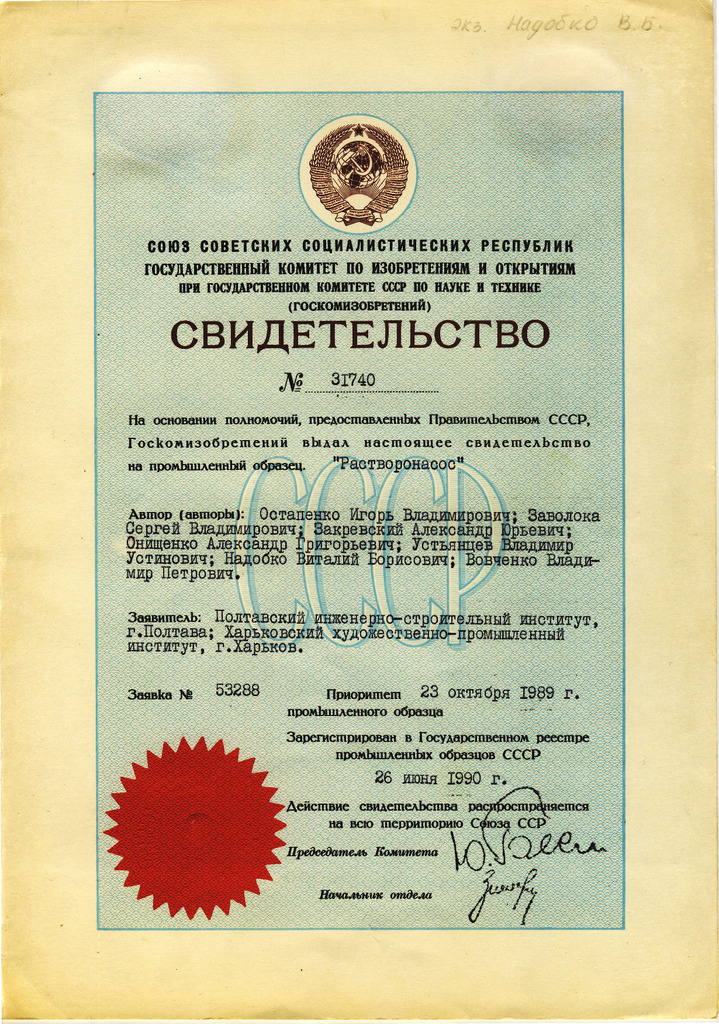 экз. Надобко В.Б.
СОЮЗ СОВЕТСКИХ СОЦИАЛИСТИЧЕСКИХ РЕСПУБЛИК
ГОСУДАРСТВЕННЫЙ КОМИТЕТ ПО ИЗОБРЕТЕНИЯМ И ОТКРЫТИЯМ
ПРИ ГОСУДАРСТВЕННОМ КОМИТЕТЕ СССР ПО НАУКЕ И ТЕХНИКЕ
(ГОСКОМИЗОБРЕТЕНИЙ)
СВИДЕТЕЛЬСТВО
№ 31740
На основании полномочий, предоставленных Правительством СССР,
Госкомизобретений выдал настоящее свидетельство
на промышленный образец. "Растворонасос"
СССР
Автор (авторы): Остапенко Игорь Владимирович; Заволока
Сергей Владимирович; Закревский Александр Юрьевич;
Онищенко Александр Григорьевич; Устьянцев Владимир
Устинович; Надобко Виталий Борисович; Вовченко Влади-
мир Петрович.
Заявитель: Полтавский инженерно-строительный институт,
г.Полтава; Харьковский художественно-промышленный
институт, г.Харьков.
Заявка № 53288 Приоритет 23 октября 1989 г.
промышленного образца
Зарегистрирован в Государственном реестре
промышленных образцов СССР
26 июня 1990 г.
Действие свидетельства распространяется
на всю территорию Союза ССР
Председатель Комитета
Начальник отдела